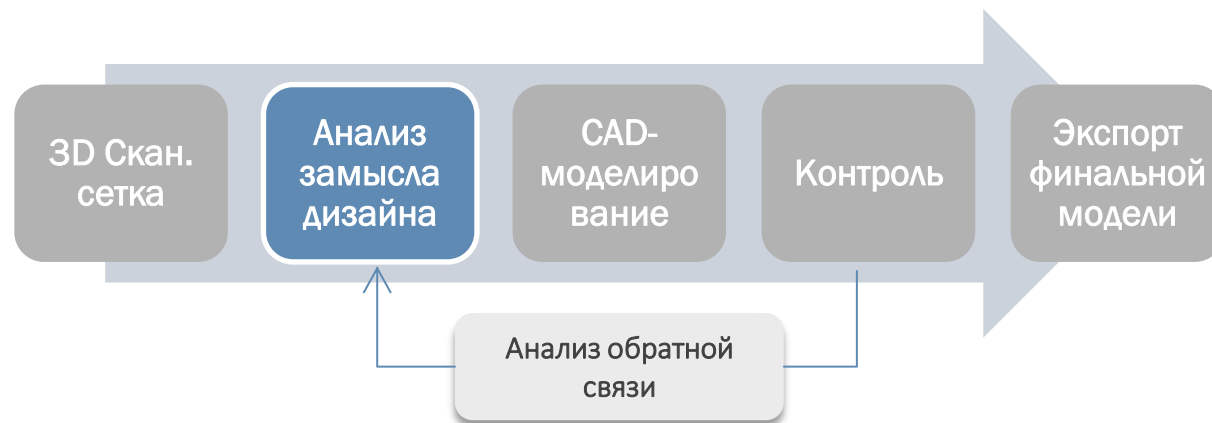 3D Скан.
сетка
Анализ
замысла
дизайна
CAD-
моделиро
вание
Контроль
Экспорт
финальной
модели
Анализ обратной
связи